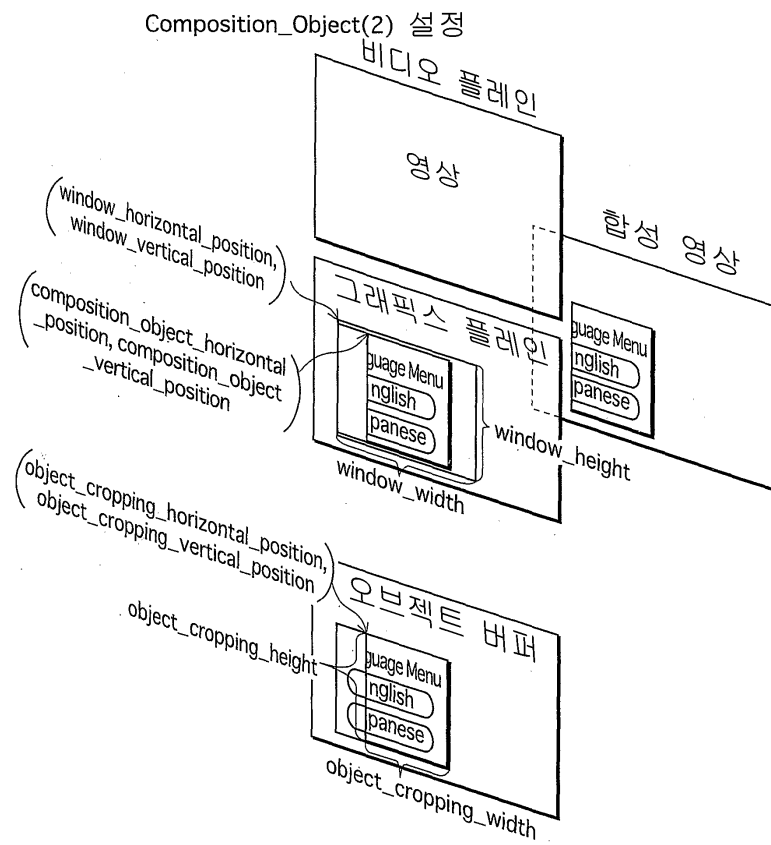 Composition_Object(2) 설정
비디오 플레인
영상
(window_horizontal_position,
window_vertical_position)
합성 영상
그래픽스 플레인
(composition_object_horizontal
_position, composition_object
_vertical_position)
guage Menu
nglish
panese
guage Menu
nglish
panese
window_height
window_width
(object_cropping_horizontal_position,
object_cropping_vertical_position)
오브젝트 버퍼
object_cropping_height
guage Menu
nglish
panese
object_cropping_width